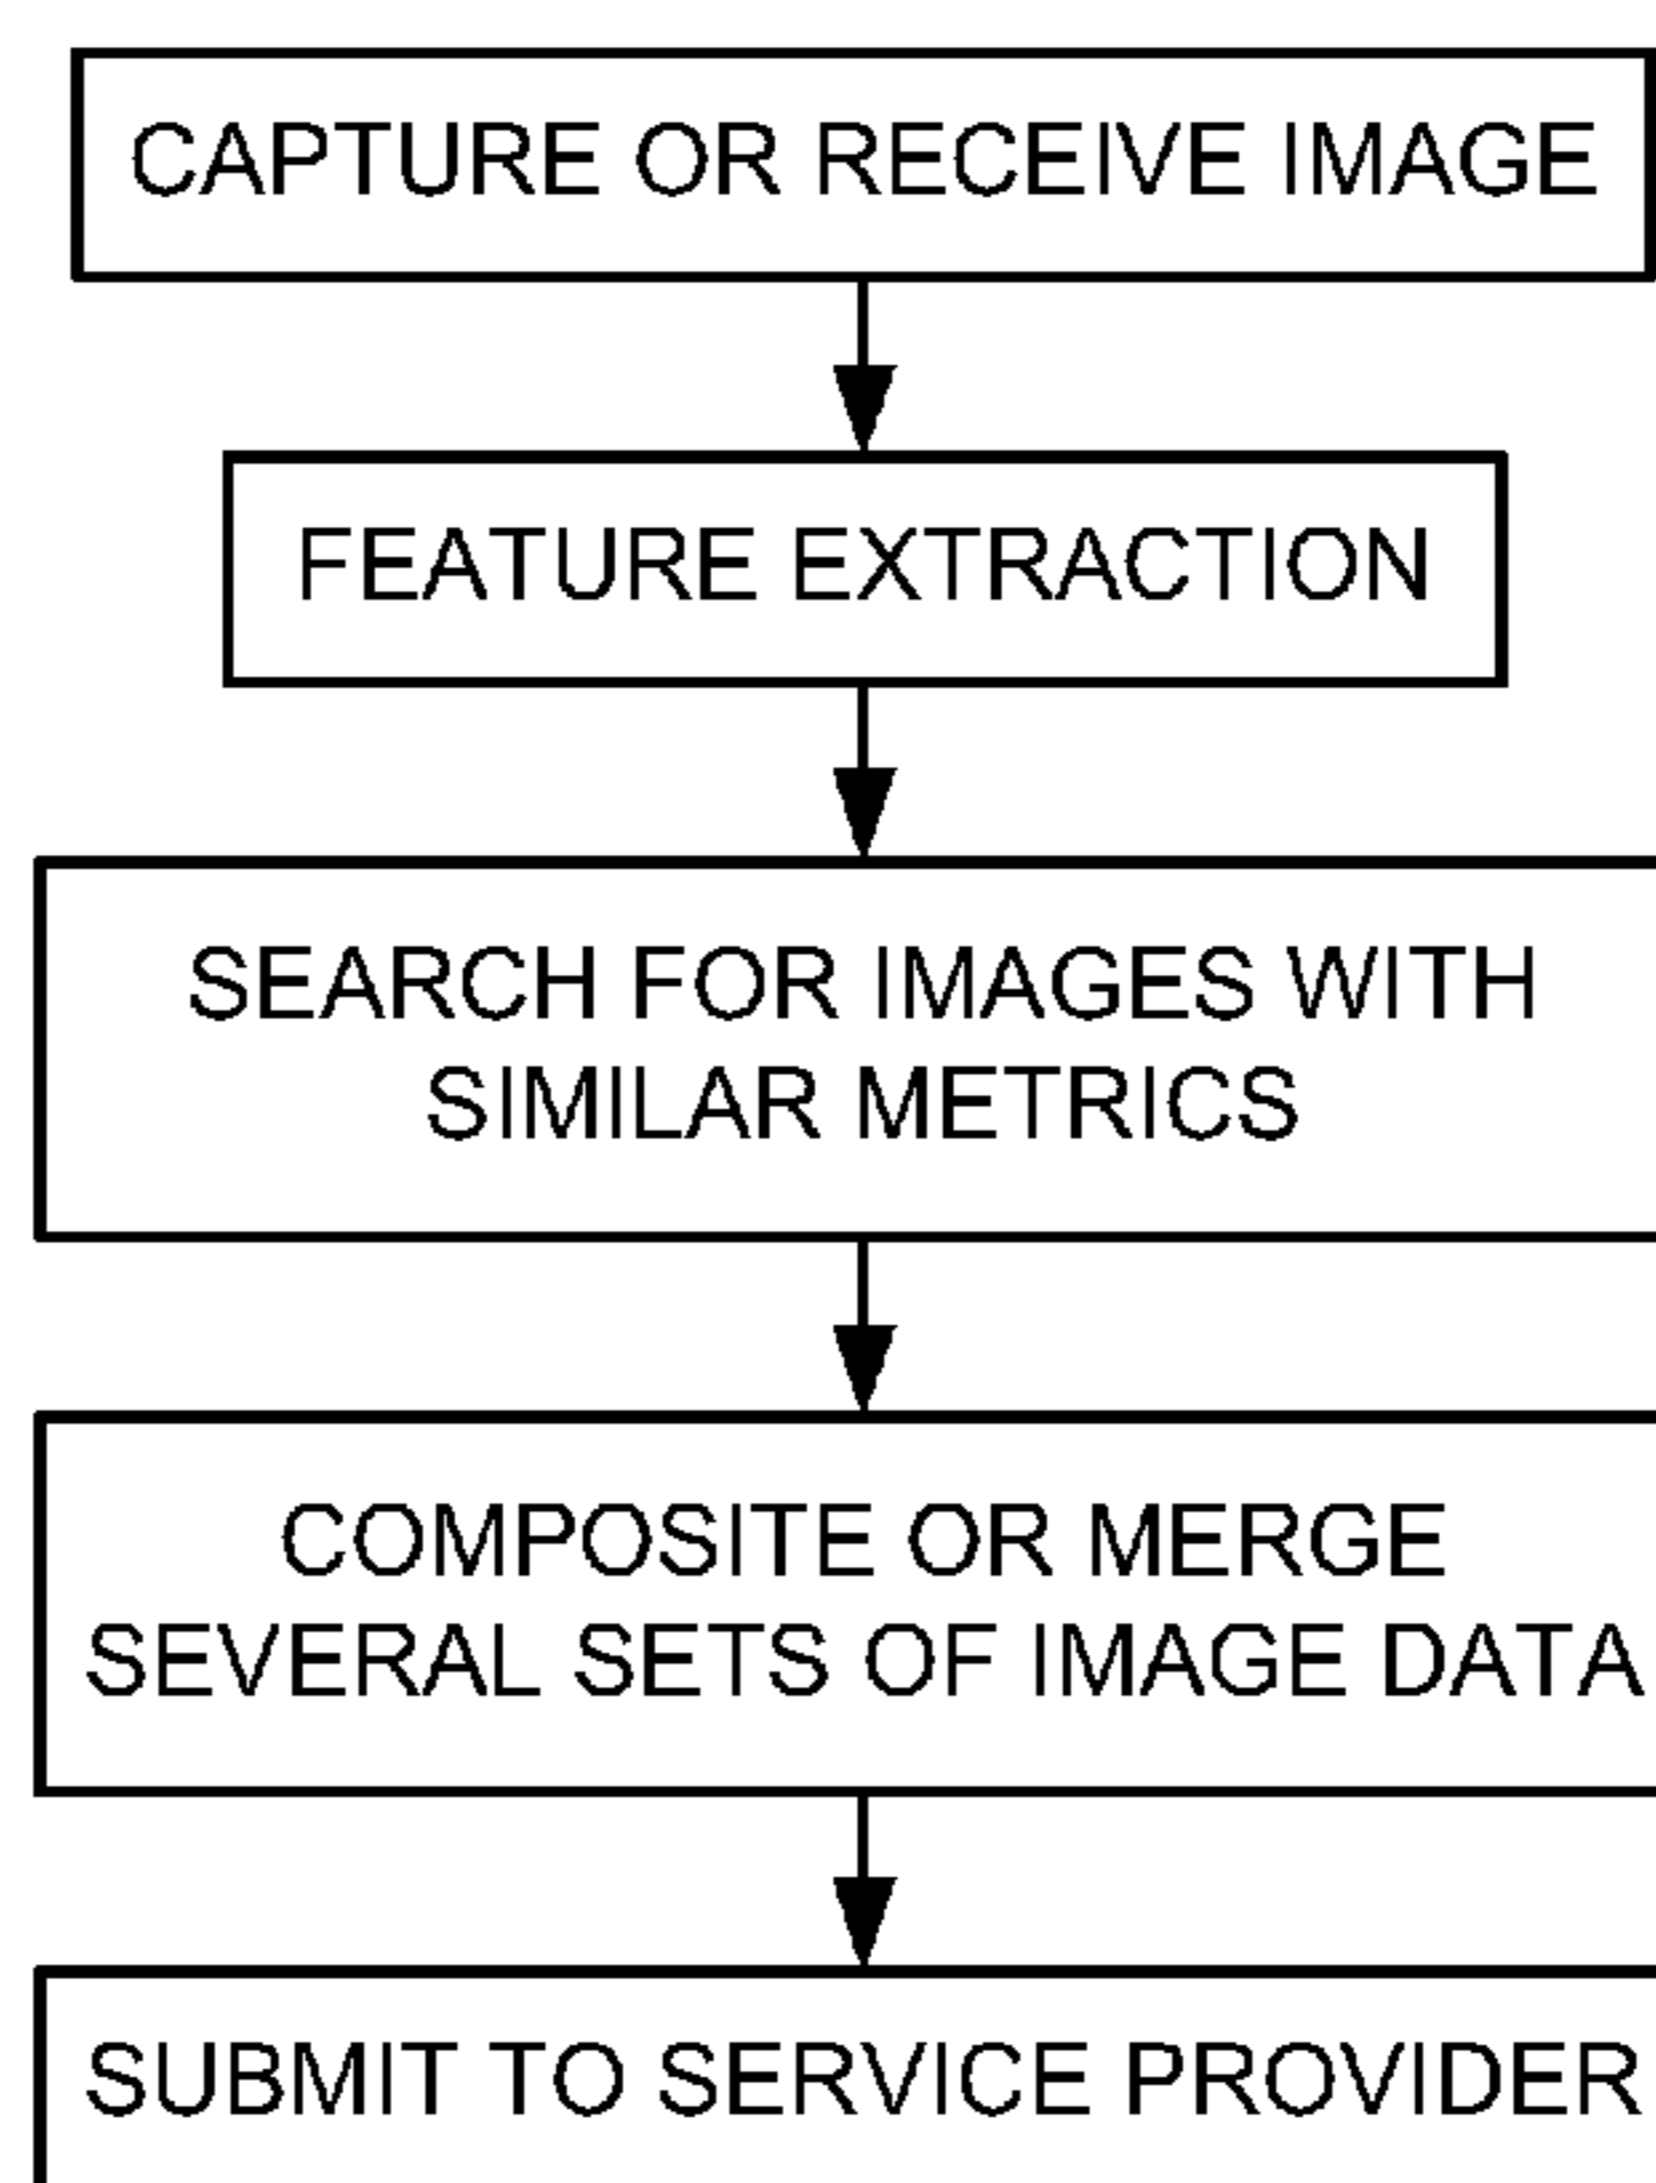 CAPTURE OR RECEIVE IMAGE
FEATURE EXTRACTION
SEARCH FOR IMAGES WITH
SIMILAR METRICS
COMPOSITE OR MERGE
SEVERAL SETS OF IMAGE DATA
SUBMIT TO SERVICE PROVIDER